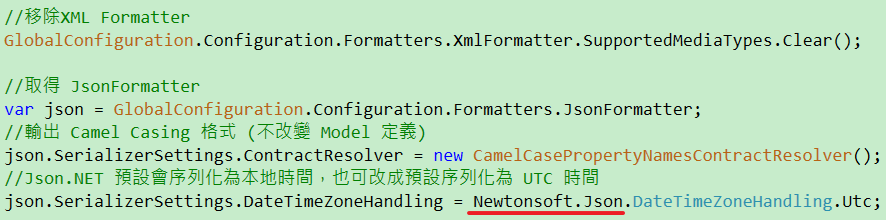 //移除XML Formatter
GlobalConfiguration.Configuration.Formatters.XmlFormatter.SupportedMediaTypes.Clear();
//取得 JsonFormatter
var json = GlobalConfiguration.Configuration.Formatters.JsonFormatter;
//輸出 Camel Casing 格式 (不改變 Model 定義)
json.SerializerSettings.ContractResolver = new CamelCasePropertyNamesContractResolver();
//Json.NET 預設會序列化為本地時間，也可改成預設序列化為 UTC 時間
json.SerializerSettings.DateTimeZoneHandling = Newtonsoft.Json.DateTimeZoneHandling.Utc;